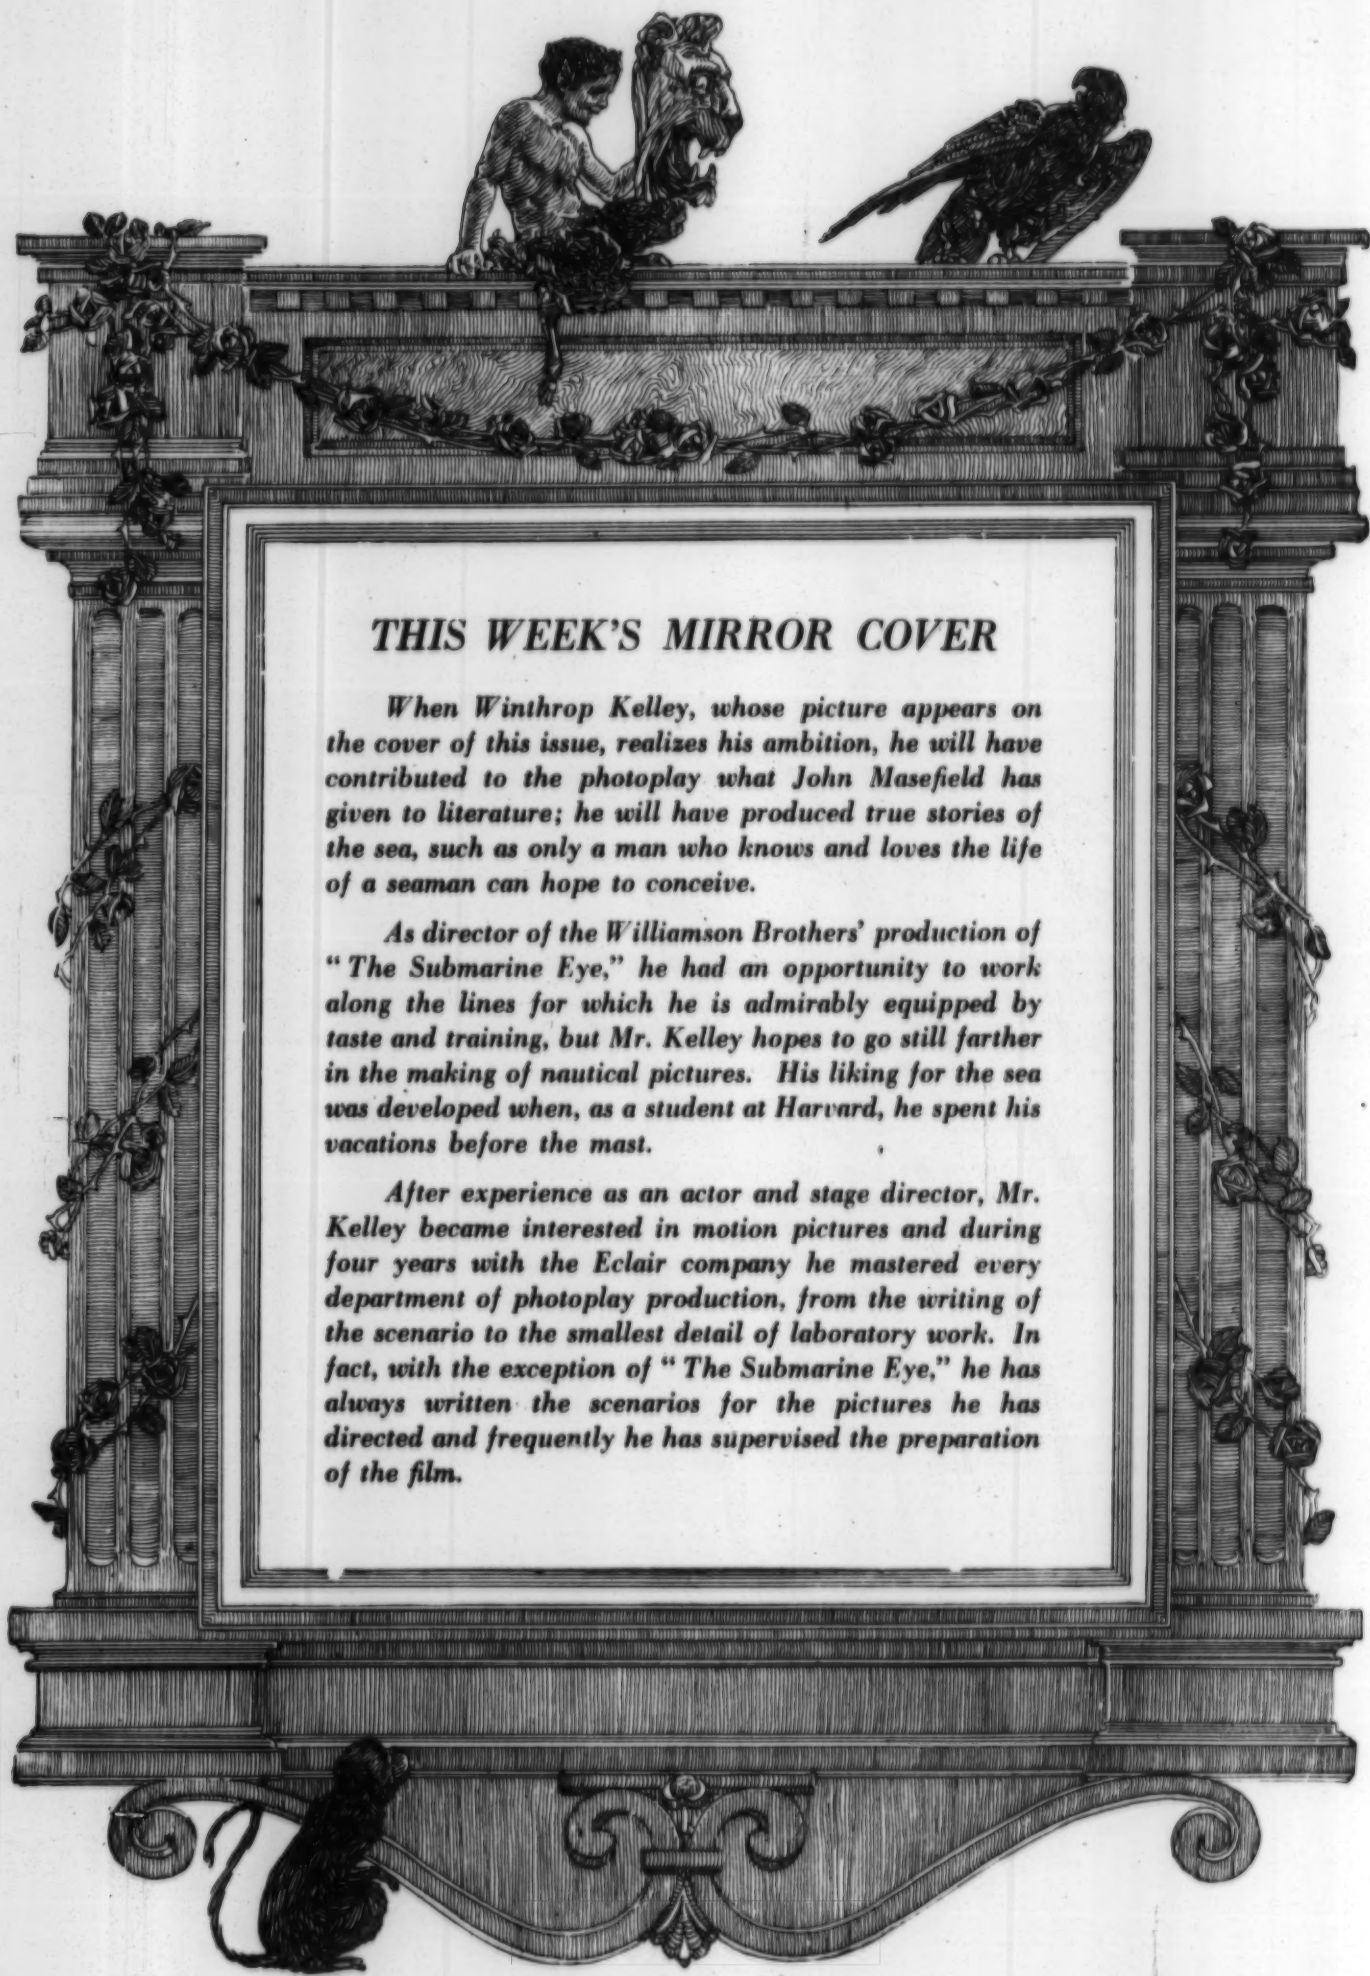 THIS WEEK'S MIRROR COVER
When Winthrop Kelley, whose picture appears on
the cover of this issue, realizes his ambition, he will have
contributed to the photoplay what John Masefield has
given to literature; he will have produced true stories of
the sea, such as only a man who knows and loves the life
of a seaman can hope to conceive.
As director of the Williamson Brothers' production of
"The Submarine Eye," he had an opportunity to work
along the lines for which he is admirably equipped by
taste and training, but Mr. Kelley hopes to go still farther
in the making of nautical pictures. His liking for the sea
was developed when, as a student at Harvard, he spent his
vacations before the mast.
After experience as an actor and stage director, Mr.
Kelley became interested in motion pictures and during
four years with the Eclair company he mastered every
department of photoplay production, from the writing of
the scenario to the smallest detail of laboratory work. In
fact, with the exception of "The Submarine Eye," he has
always written the scenarios for the pictures he has
directed and frequently he has supervised the preparation
of the film.